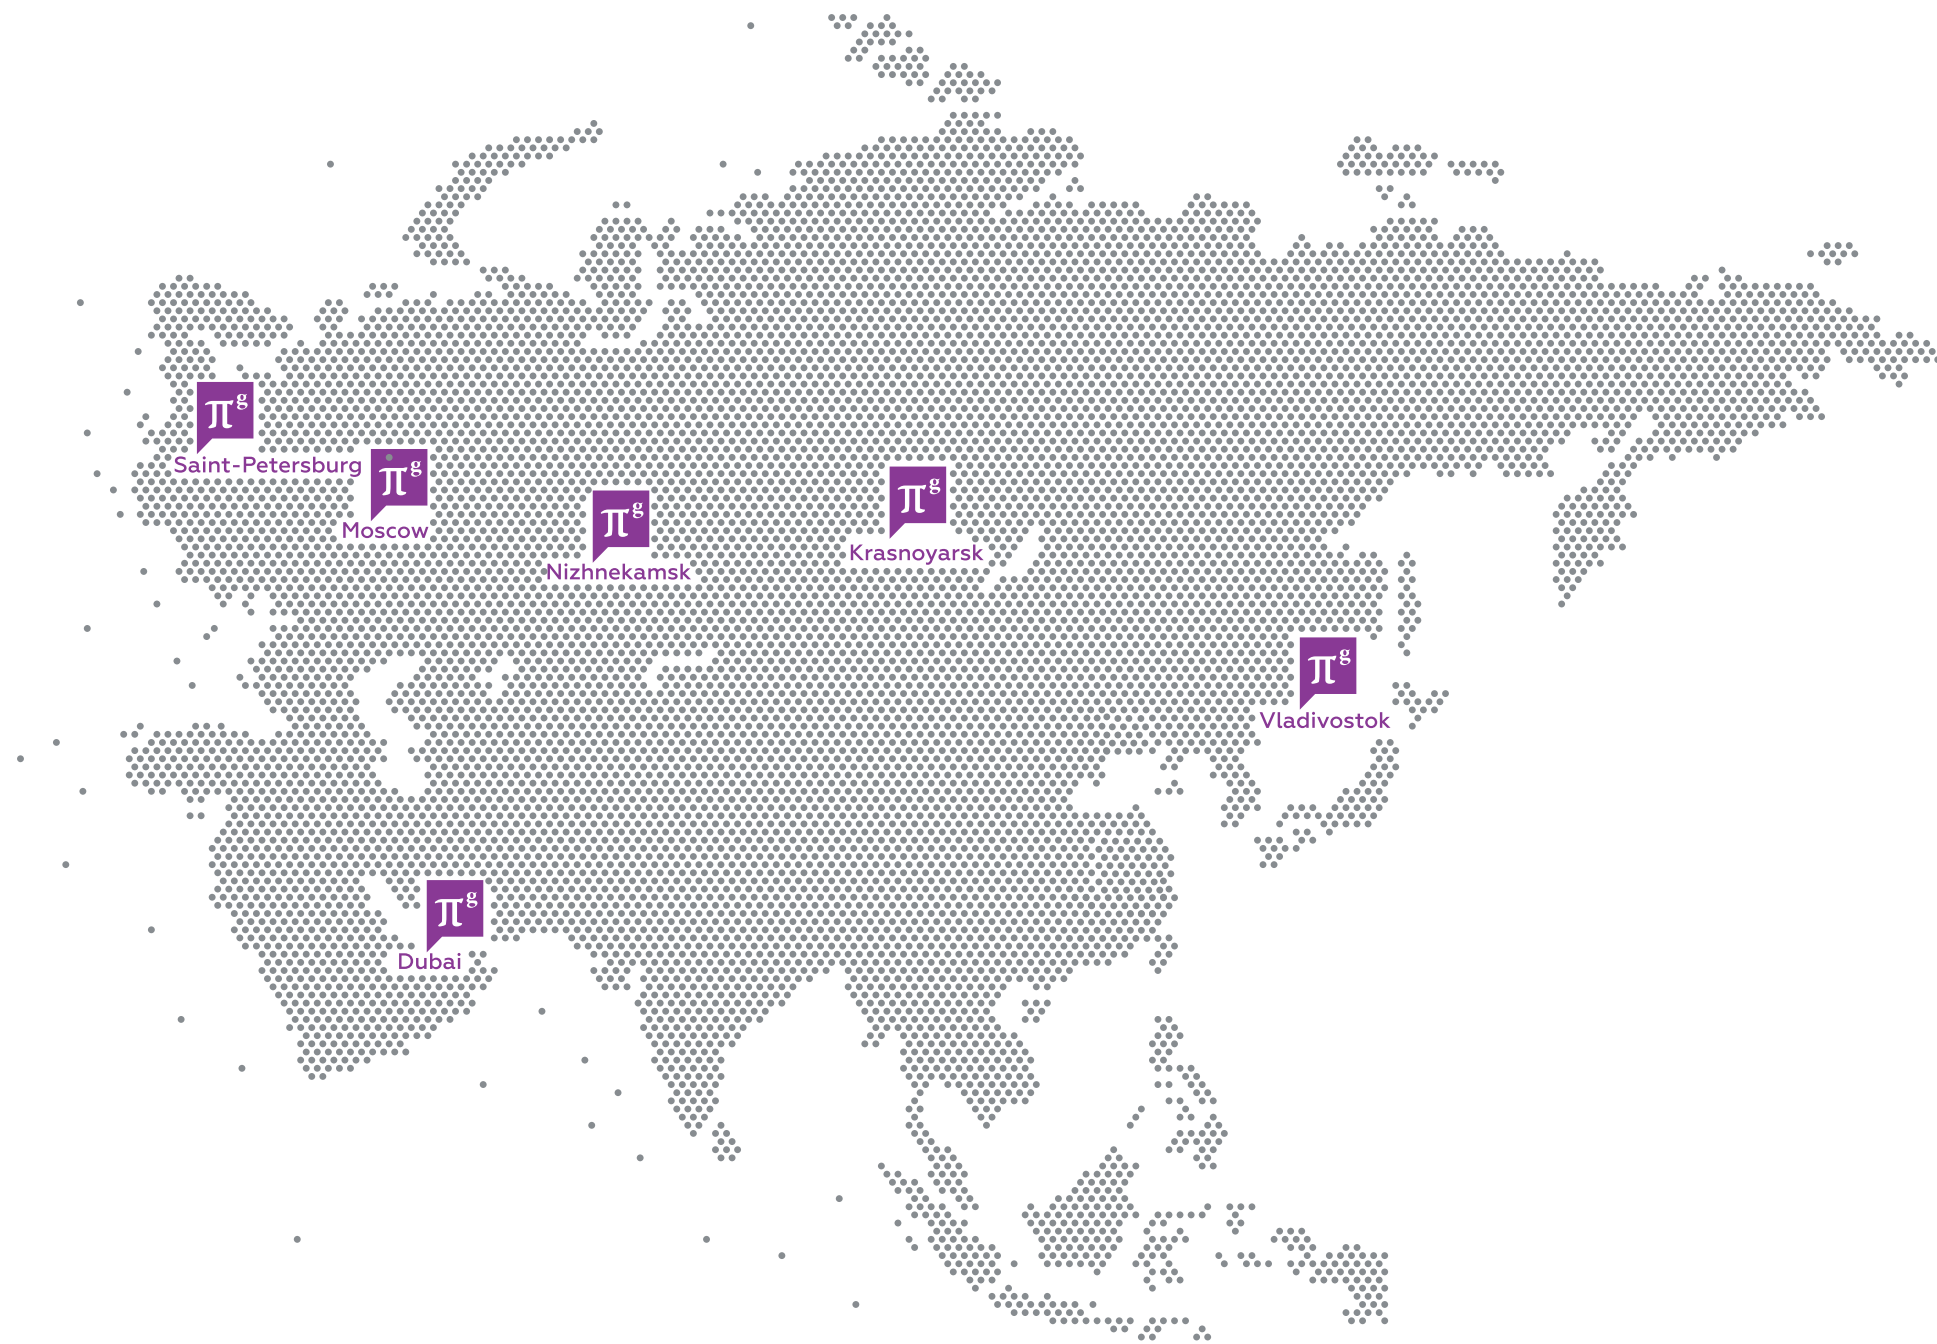 πg
Saint-Petersburg
πg
Moscow
πg
Nizhnekamsk
πg
Krasnoyarsk
πg
Vladivostok
πg
Dubai